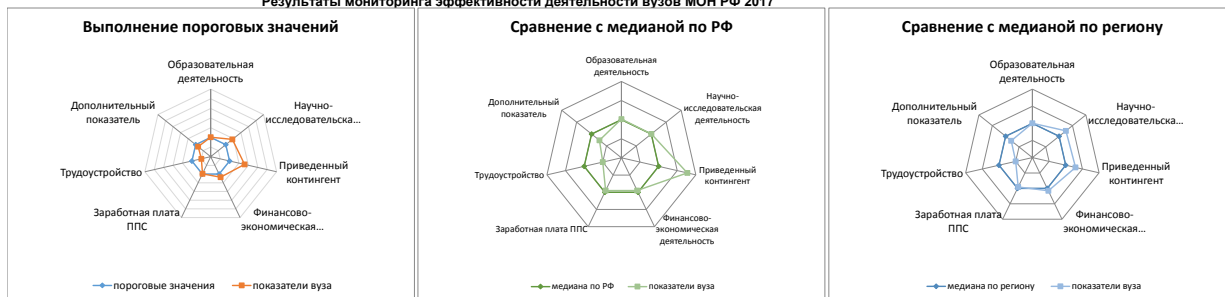 Результаты мониторинга эффективности деятельности вузов МОН РФ 2017
Выполнение пороговых значений
Образовательная
деятельность
Научно-
исследовательска...
Приведенный
контингент
Финансово-
экономическая...
Заработная плата
ППС
Трудоустройство
Дополнительный
показатель
пороговые значения
показатели вуза
Сравнение с медианой по РФ
Образовательная
деятельность
Научно-
исследовательская
деятельность
Приведенный
контингент
Финансово-
экономическая
деятельность
Заработная плата ППС
Трудоустройство
Дополнительный
показатель
медиана по РФ
показатели вуза
Сравнение с медианой по региону
Образовательная
деятельность
Научно-
исследовательска...
Приведенный
контингент
Финансово-
экономическая...
Заработная плата
ППС
Трудоустройство
Дополнительный
показатель
медиана по региону
показатели вуза